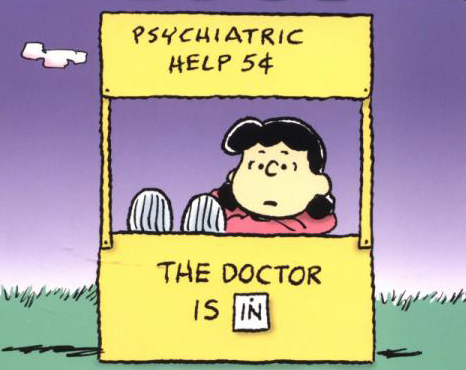 PSYCHIATRIC
HELP 5¢
THE DOCTOR
IS IN